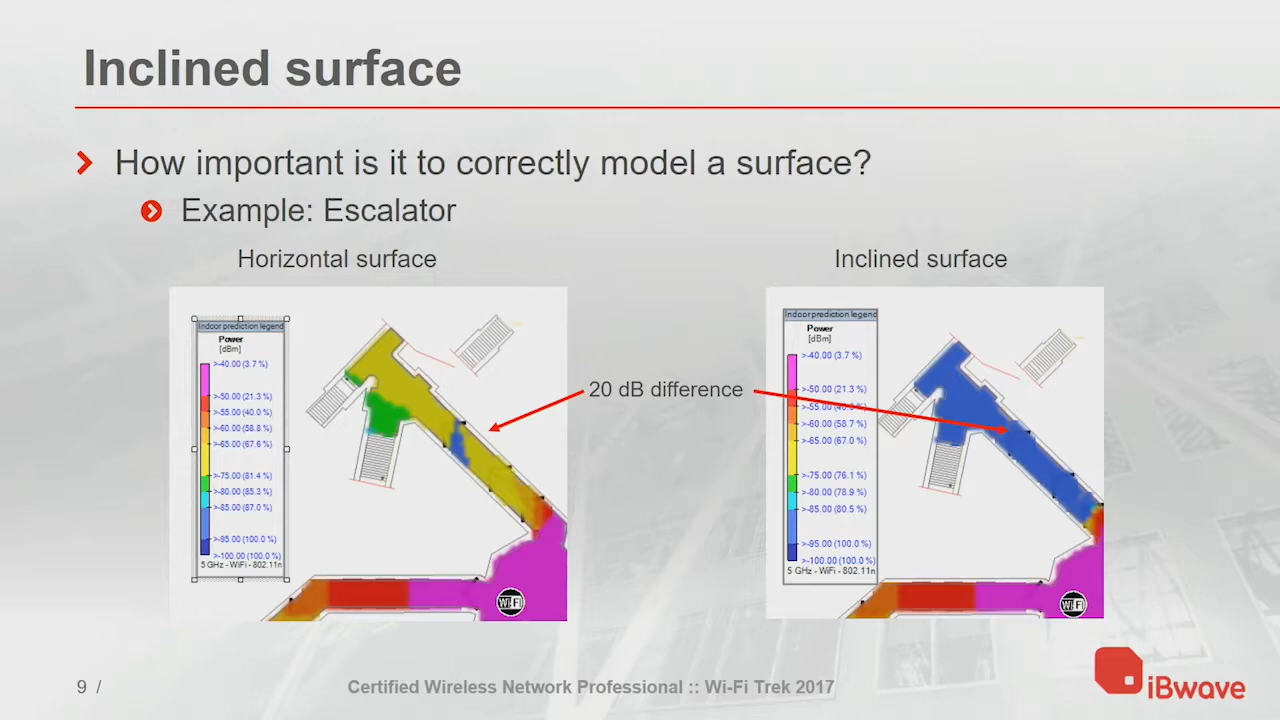 Inclined surface
How important is it to correctly model a surface?
Example: Escalator
Horizontal surface
Inclined surface
Indoor prediction legend
Power
[dBm]
>-40.00 (3.7 %)
>-50.00 (21.3 %)
>-55.00 (40.0 %)
>-60.00 (58.8 %)
>-65.00 (67.6 %)
>-75.00 (81.4 %)
>-80.00 (85.3 %)
>-85.00 (87.0 %)
>-95.00 (100.0 %)
>-100.00 (100.0 %)
5 GHz - WiFi - 802.11n
Wi Fi
20 dB difference
Indoor prediction legend
Power
[dBm]
>-40.00 (3.7 %)
>-50.00 (21.3 %)
>-55.00 (40.0 %)
>-60.00 (58.7 %)
>-65.00 (67.0 %)
>-75.00 (76.1 %)
>-80.00 (78.9 %)
>-85.00 (80.5 %)
>-95.00 (100.0 %)
>-100.00 (100.0 %)
5 GHz - WiFi - 802.11n
Wi Fi
9 /
Certified Wireless Network Professional :: Wi-Fi Trek 2017
iBwave